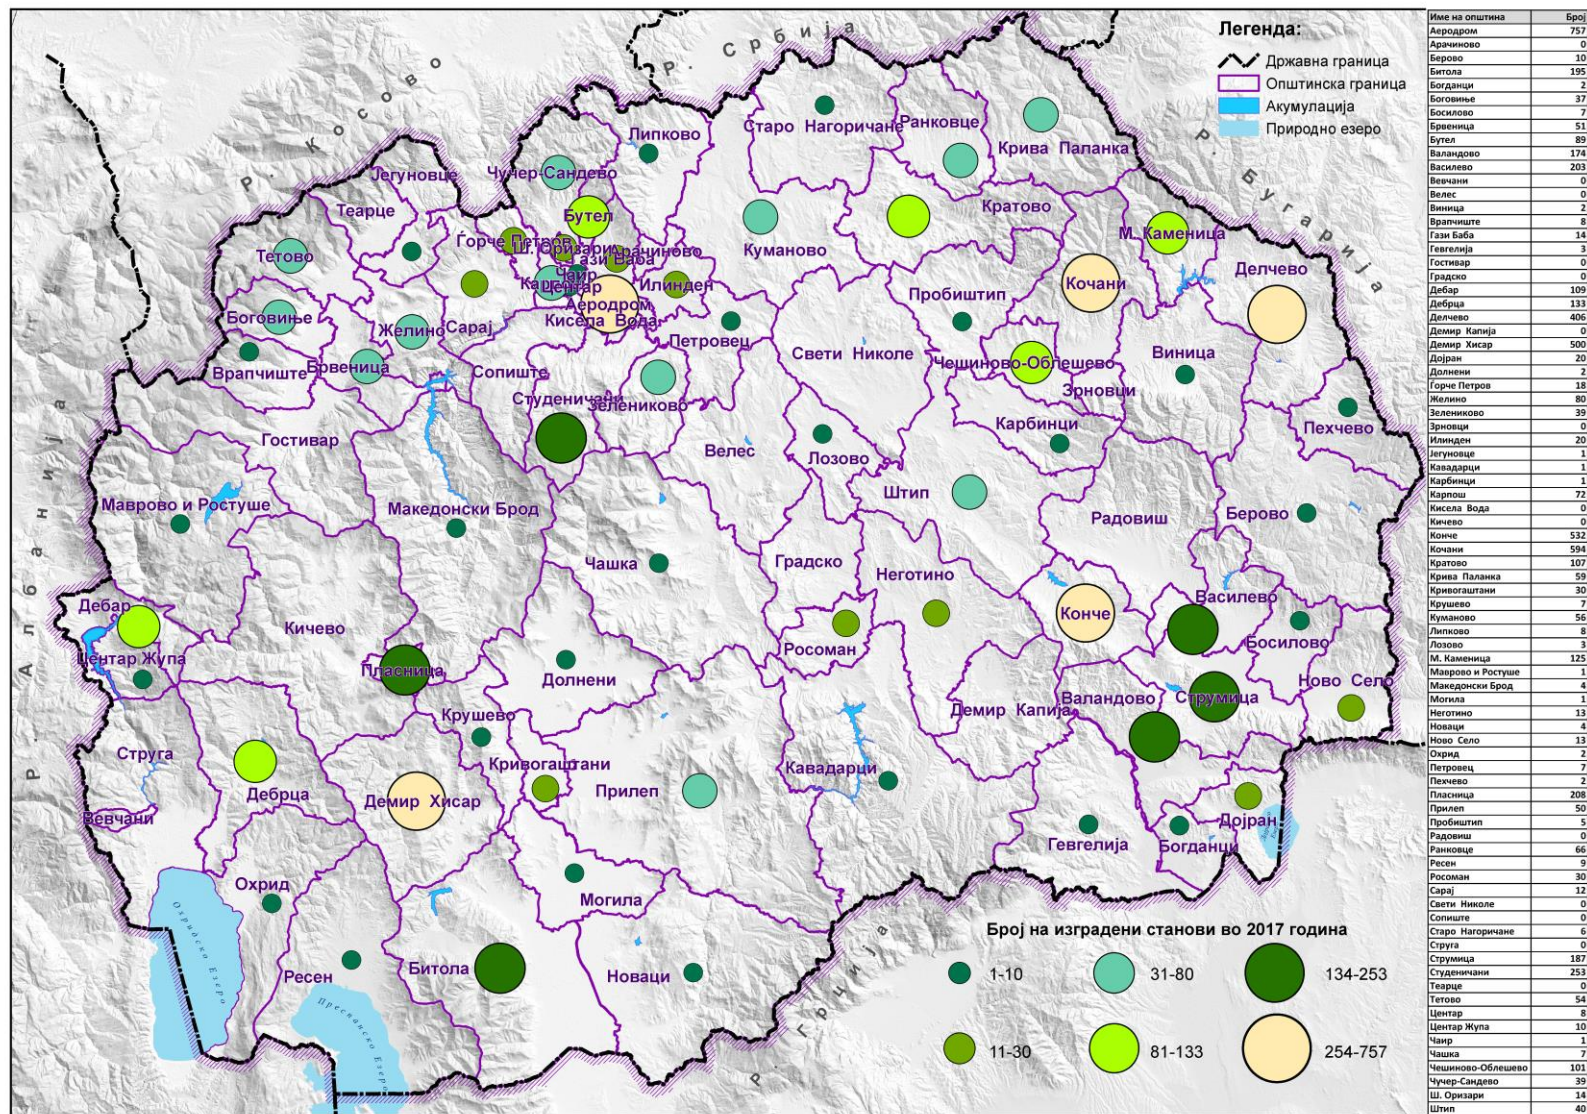 Р. Србија
Р. Косово
Р. Бугарија
Р. Албанија
Р. Грција
Легенда:
Државна граница
Општинска граница
Акумулација
Природно езеро
Липково
Старо Нагоричане
Ранковце
Крива Паланка
Чучер-Сандево
Јегуновце
Теарце
Бутел
Кратово
М. Каменица
Ѓорче Петров
Ш. Оризари
Арачиново
Гази Баба
Тетово
Куманово
Делчево
Чаир
Карпош
Центар
Илинден
Кочани
Пробиштип
Аеродром
Кисела Вода
Боговиње
Желино
Сарај
Петровец
Свети Николе
Чешиново-Облешево
Виница
Врапчиште
Брвеница
Сопиште
Студеничани
Зелениково
Зрновци
Карбинци
Пехчево
Гостивар
Велес
Лозово
Штип
Маврово и Ростуше
Македонски Брод
Радовиш
Берово
Чашка
Градско
Неготино
Дебар
Кичево
Конче
Василево
Босилово
Центар Жупа
Пласница
Росоман
Долнени
Ново Село
Крушево
Демир Капија
Валандово
Струмица
Струга
Кривогаштани
Прилеп
Кавадарци
Дебрца
Демир Хисар
Вевчани
Дојран
Гевгелија
Богданци
Охрид
Могила
Охридско Езеро
Ресен
Битола
Новаци
Преспанско Езеро
Број на изградени станови во 2017 година
1-10
31-80
134-253
11-30
81-133
254-757
Име на општина Број
Аеродром 757
Арачиново 0
Берово 10
Битола 195
Богданци 2
Боговиње 37
Босилово 7
Брвеница 51
Бутел 89
Валандово 174
Василево 203
Вевчани 0
Велес 0
Виница 2
Врапчиште 8
Гази Баба 14
Гевгелија 3
Гостивар 0
Градско 0
Дебар 109
Дебрца 133
Делчево 406
Демир Капија 0
Демир Хисар 500
Дојран 20
Долнени 2
Ѓорче Петров 18
Желино 80
Зелениково 39
Зрновци 0
Илинден 20
Јегуновце 1
Кавадарци 1
Карбинци 1
Карпош 72
Кисела Вода 0
Кичево 0
Конче 532
Кочани 594
Кратово 107
Крива Паланка 59
Кривогаштани 30
Крушево 7
Куманово 56
Липково 8
Лозово 3
М. Каменица 125
Маврово и Ростуше 1
Македонски Брод 4
Могила 1
Неготино 13
Новаци 4
Ново Село 13
Охрид 2
Петровец 7
Пехчево 2
Пласница 208
Прилеп 50
Пробиштип 5
Радовиш 0
Ранковце 66
Ресен 9
Росоман 30
Сарај 12
Свети Николе 0
Сопиште 0
Старо Нагоричане 6
Струга 0
Струмица 187
Студеничани 253
Теарце 0
Тетово 54
Центар 8
Центар Жупа 10
Чаир 1
Чашка 7
Чешиново-Облешево 101
Чучер-Сандево 39
Ш. Оризари 14
Штип 40